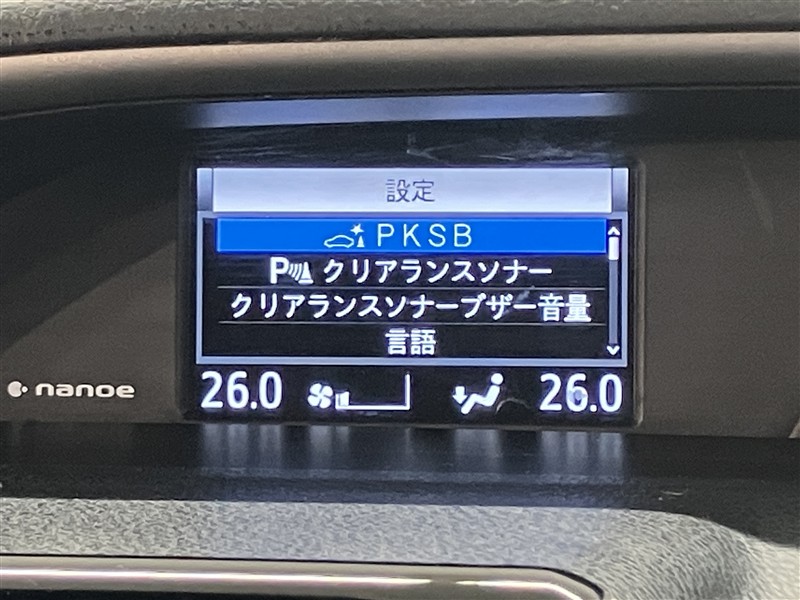 設定
PKSB
P クリアランスソナー
クリアランスソナーブザー音量
言語
26.0 26.0
nanoe